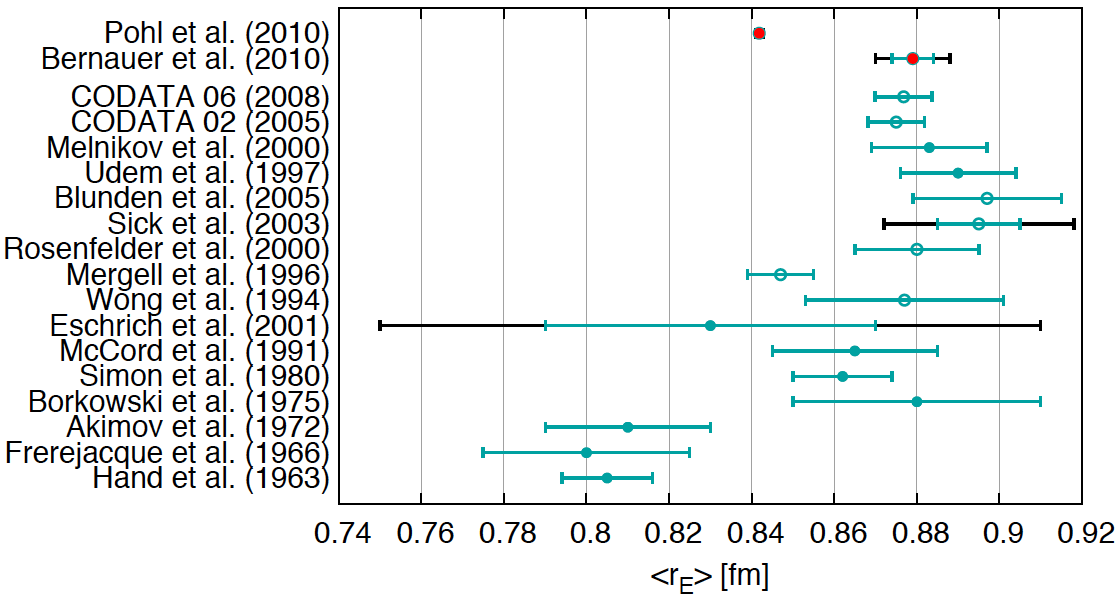 Pohl et al. (2010)
Bernauer et al. (2010)
CODATA 06 (2008)
CODATA 02 (2005)
Melnikov et al. (2000)
Udem et al. (1997)
Blunden et al. (2005)
Sick et al. (2003)
Rosenfelder et al. (2000)
Mergell et al. (1996)
Wong et al. (1994)
Eschrich et al. (2001)
McCord et al. (1991)
Simon et al. (1980)
Borkowski et al. (1975)
Akimov et al. (1972)
Frerejacque et al. (1966)
Hand et al. (1963)
0.74 0.76 0.78 0.8 0.82 0.84 0.86 0.88 0.9 0.92
<r_E> [fm]